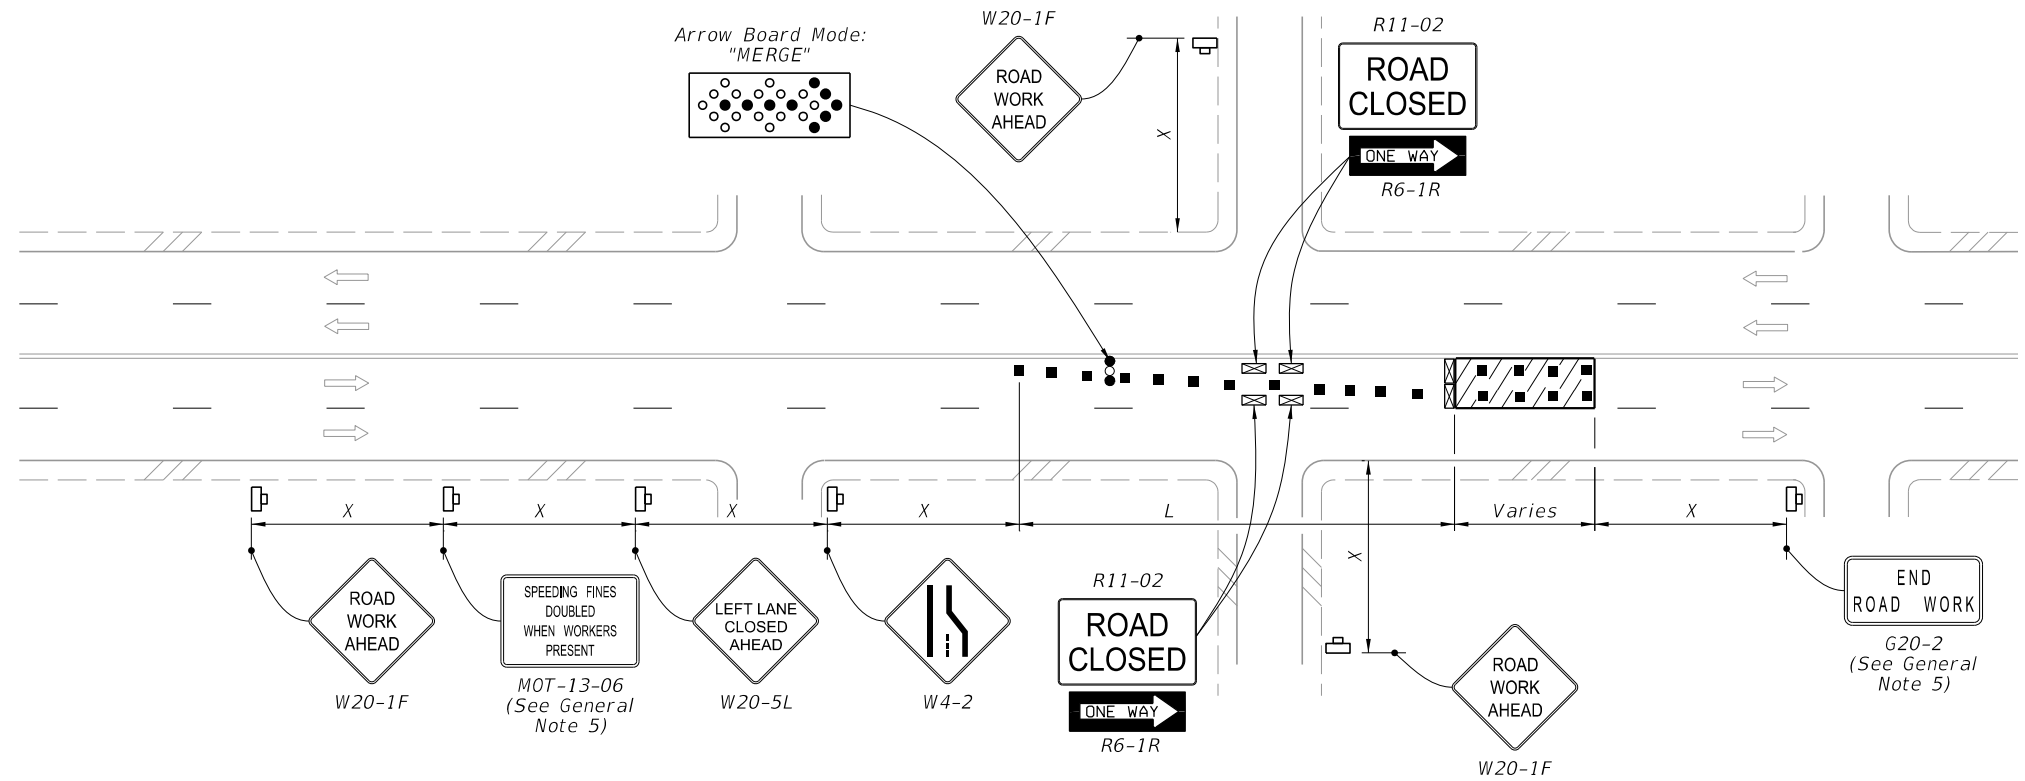 Arrow Board Mode:
"MERGE"
W20-1F
ROAD
WORK
AHEAD
X
R11-02
ROAD
CLOSED
ONE WAY
R6-1R
X
X
X
X
L
Varies
X
X
ROAD
WORK
AHEAD
W20-1F
SPEEDING FINES
DOUBLED
WHEN WORKERS
PRESENT
MOT-13-06
(See General
Note 5)
LEFT LANE
CLOSED
AHEAD
W20-5L
W4-2
R11-02
ROAD
CLOSED
ONE WAY
R6-1R
ROAD
WORK
AHEAD
W20-1F
END
ROAD WORK
G20-2
(See General
Note 5)